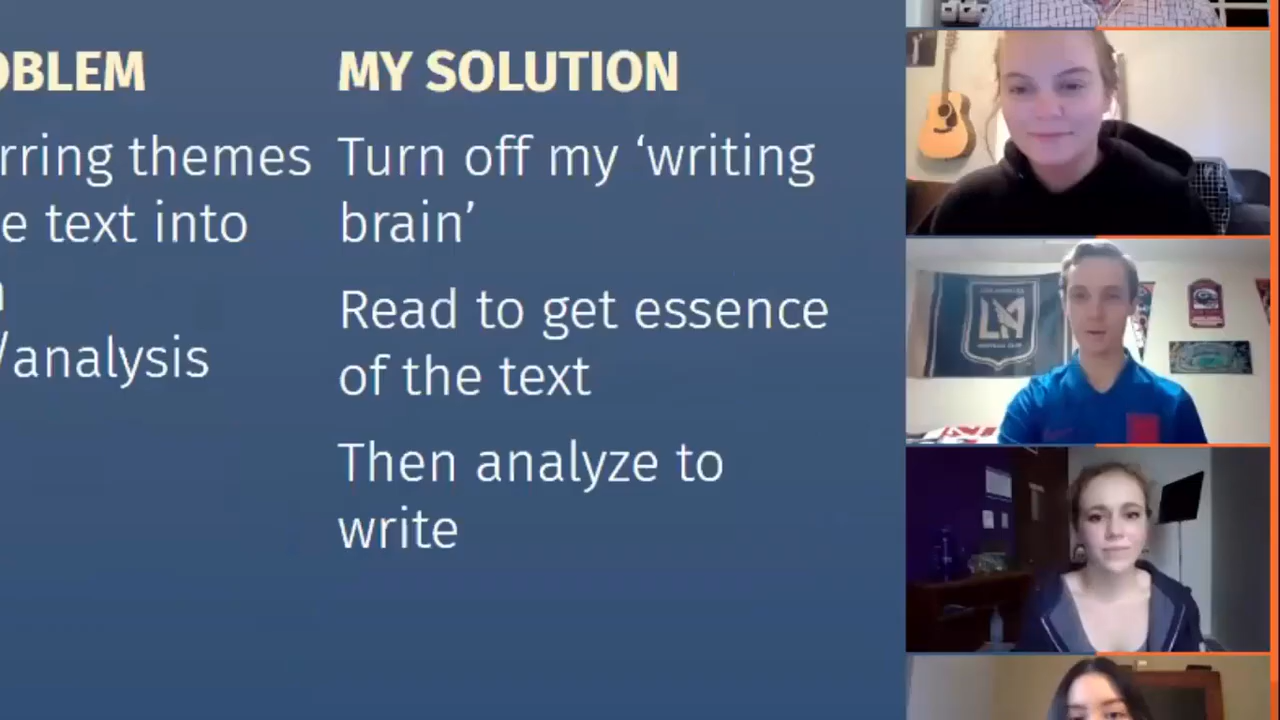 OBLEM
rring themes
e text into
/analysis
MY SOLUTION
Turn off my ‘writing
brain’
Read to get essence
of the text
Then analyze to
write
LA